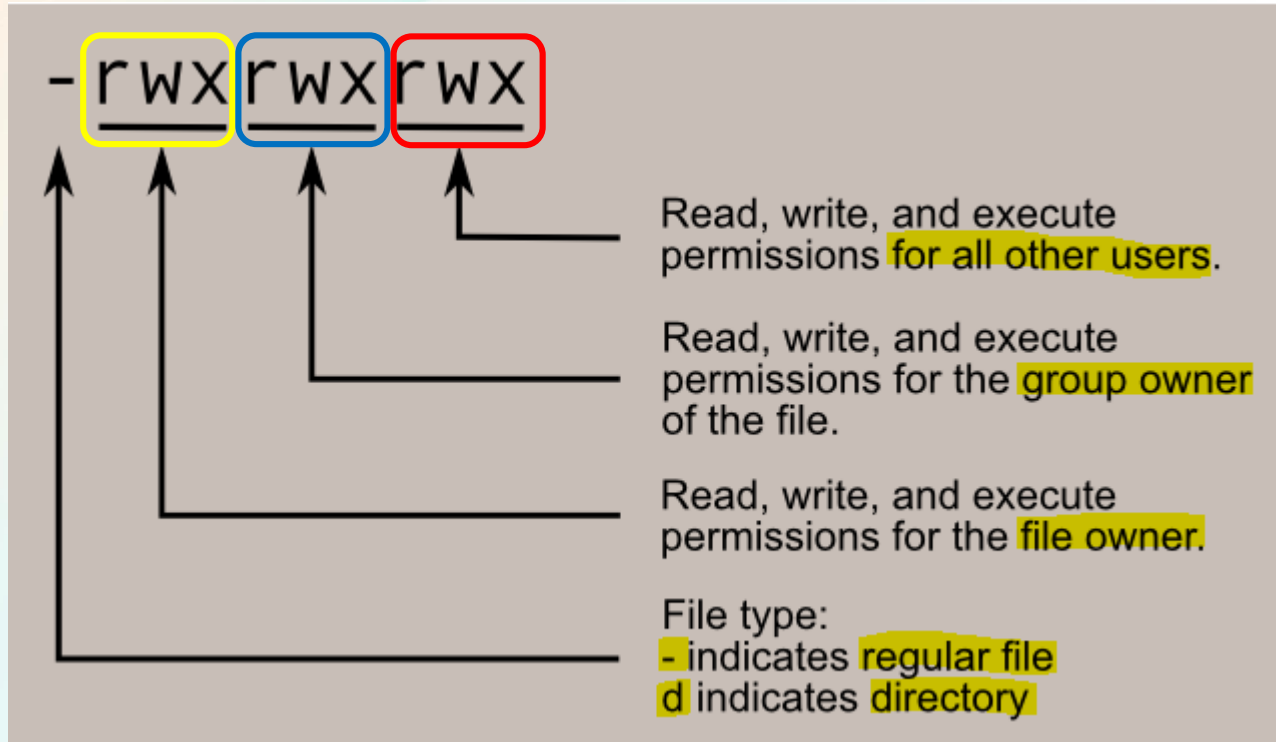 -rwxrwxrwx
Read, write, and execute
permissions for all other users.
Read, write, and execute
permissions for the group owner
of the file.
Read, write, and execute
permissions for the file owner.
File type:
- indicates regular file
d indicates directory